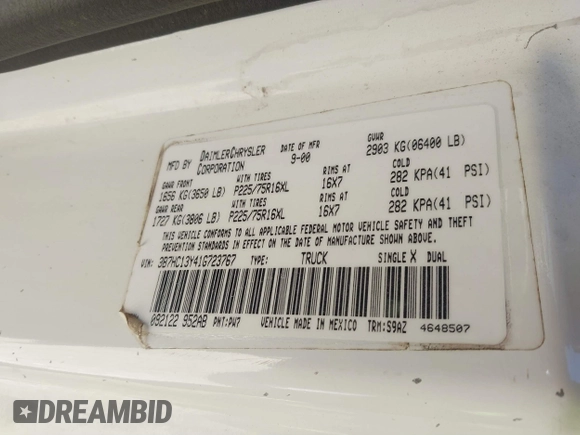 MFD BY DAIMLERCHRYSLER CORPORATION DATE OF MFR 9-00 GVWR 2903 KG(06400 LB)
GAWR FRONT 1656 KG(3650 LB) WITH TIRES P225/75R16XL RIMS AT 16X7 COLD 282 KPA(41 PSI)
GAWR REAR 1727 KG(3806 LB) WITH TIRES P225/75R16XL RIMS AT 16X7 COLD 282 KPA(41 PSI)
THIS VEHICLE CONFORMS TO ALL APPLICABLE FEDERAL MOTOR VEHICLE SAFETY AND THEFT
PREVENTION STANDARDS IN EFFECT ON THE DATE OF MANUFACTURE SHOWN ABOVE.
VIN: 3B7HC13Y41G723767 TYPE: TRUCK SINGLE X DUAL
092122 952AB PNT:PW7 VEHICLE MADE IN MEXICO TRM:S9AZ 4648507
DREAMBID